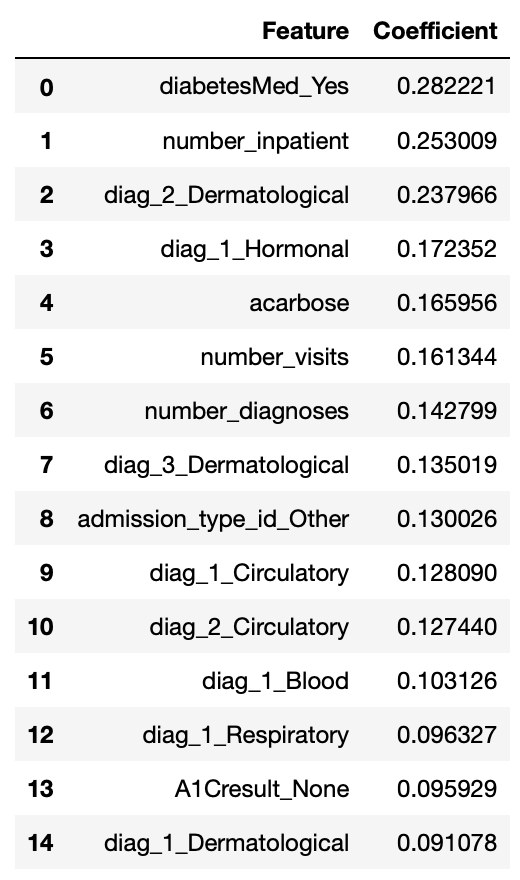 Feature Coefficient
0 diabetesMed_Yes 0.282221
1 number_inpatient 0.253009
2 diag_2_Dermatological 0.237966
3 diag_1_Hormonal 0.172352
4 acarbose 0.165956
5 number_visits 0.161344
6 number_diagnoses 0.142799
7 diag_3_Dermatological 0.135019
8 admission_type_id_Other 0.130026
9 diag_1_Circulatory 0.128090
10 diag_2_Circulatory 0.127440
11 diag_1_Blood 0.103126
12 diag_1_Respiratory 0.096327
13 A1Cresult_None 0.095929
14 diag_1_Dermatological 0.091078